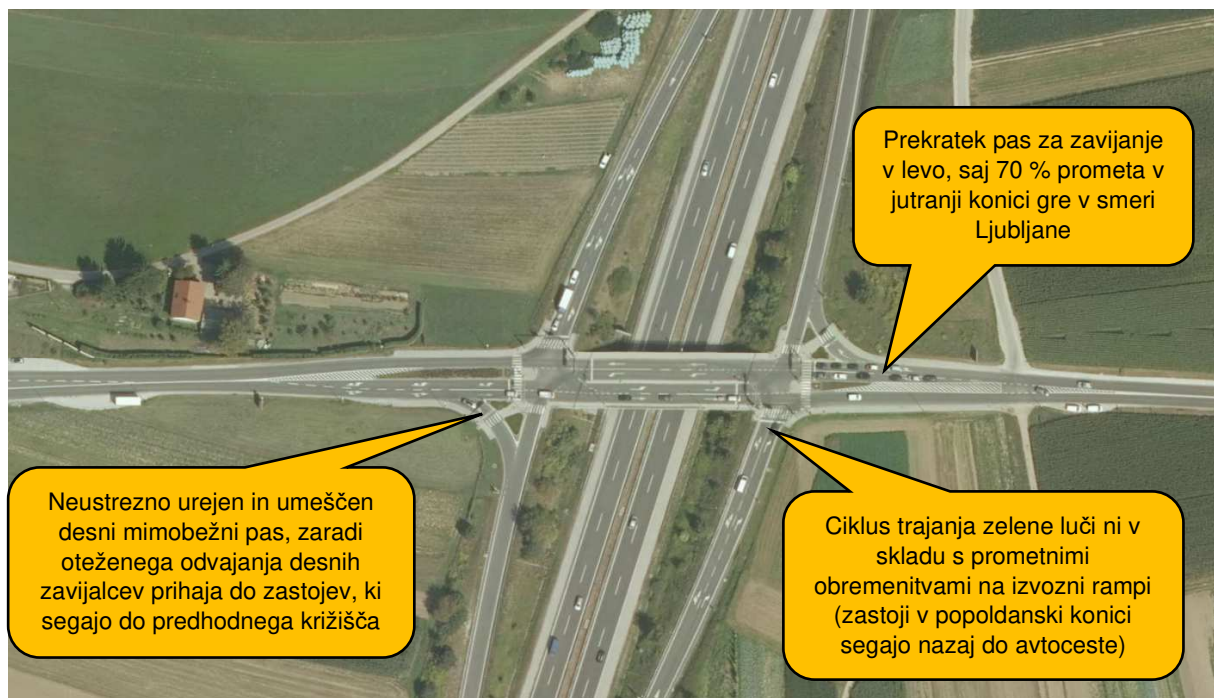 Prekratek pas za zavijanje
v levo, saj 70 % prometa v
jutranji konici gre v smeri
Ljubljane
Neustrezno urejen in umeščen
desni mimobežni pas, zaradi
oteženega odvajanja desnih
zavijalcev prihaja do zastojev, ki
segajo do predhodnega križišča
Ciklus trajanja zelene luči ni v
skladu s prometnimi
obremenitvami na izvozni rampi
(zastoji v popoldanski konici
segajo nazaj do avtoceste)